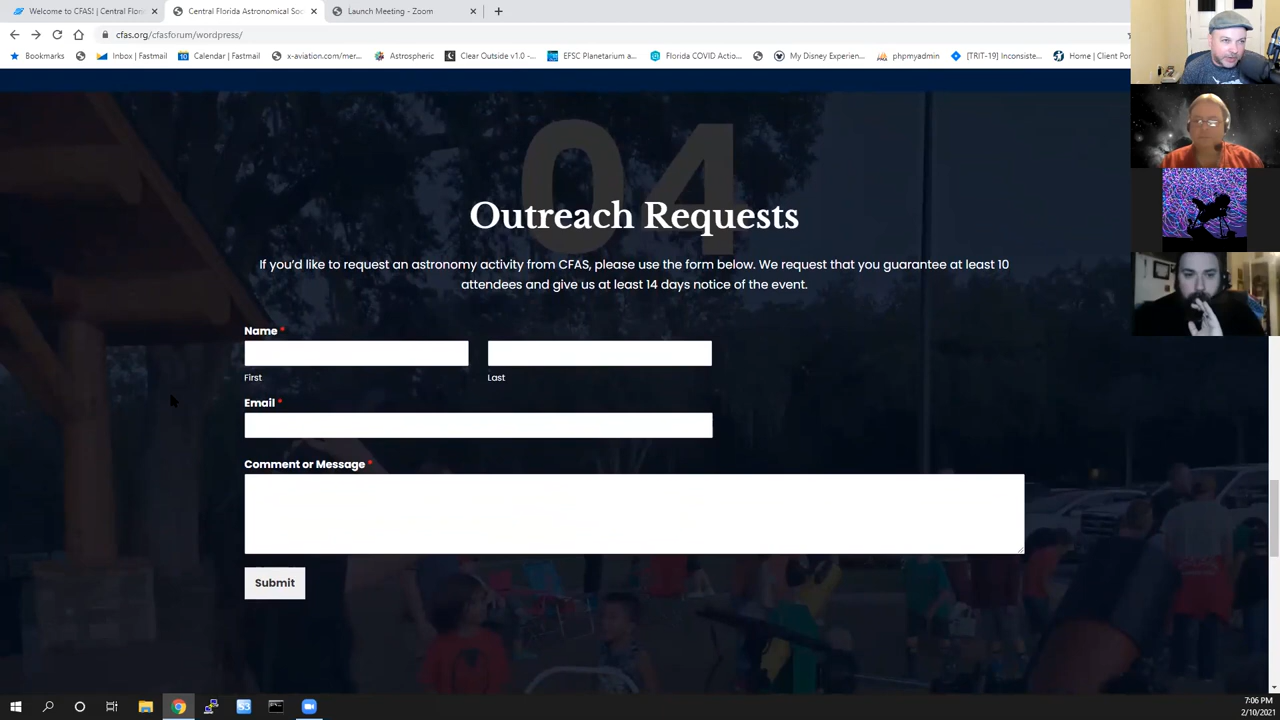 Welcome to CFAS! | Central Flori
Central Florida Astronomical Soc
Launch Meeting - Zoom
cfas.org/cfasforum/wordpress/
Bookmarks
Inbox | Fastmail
Calendar | Fastmail
x-aviation.com/mer...
Astrospheric
Clear Outside v1.0 -...
EFSC Planetarium a...
Florida COVID Actio...
My Disney Experien...
phpmyadmin
[TRIT-19] Inconsiste...
Home | Client Por
04
Outreach Requests
If you'd like to request an astronomy activity from CFAS, please use the form below. We request that you guarantee at least 10
attendees and give us at least 14 days notice of the event.
Name *
First Last
Email *
Comment or Message *
Submit
53
7:06 PM
2/10/2021